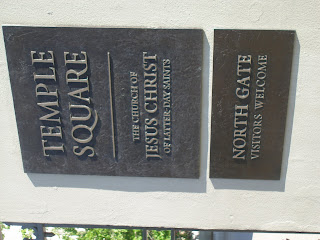 TEMPLE
SQUARE
THE CHURCH OF
JESUS CHRIST
OF LATTER-DAY SAINTS
NORTH GATE
VISITORS WELCOME